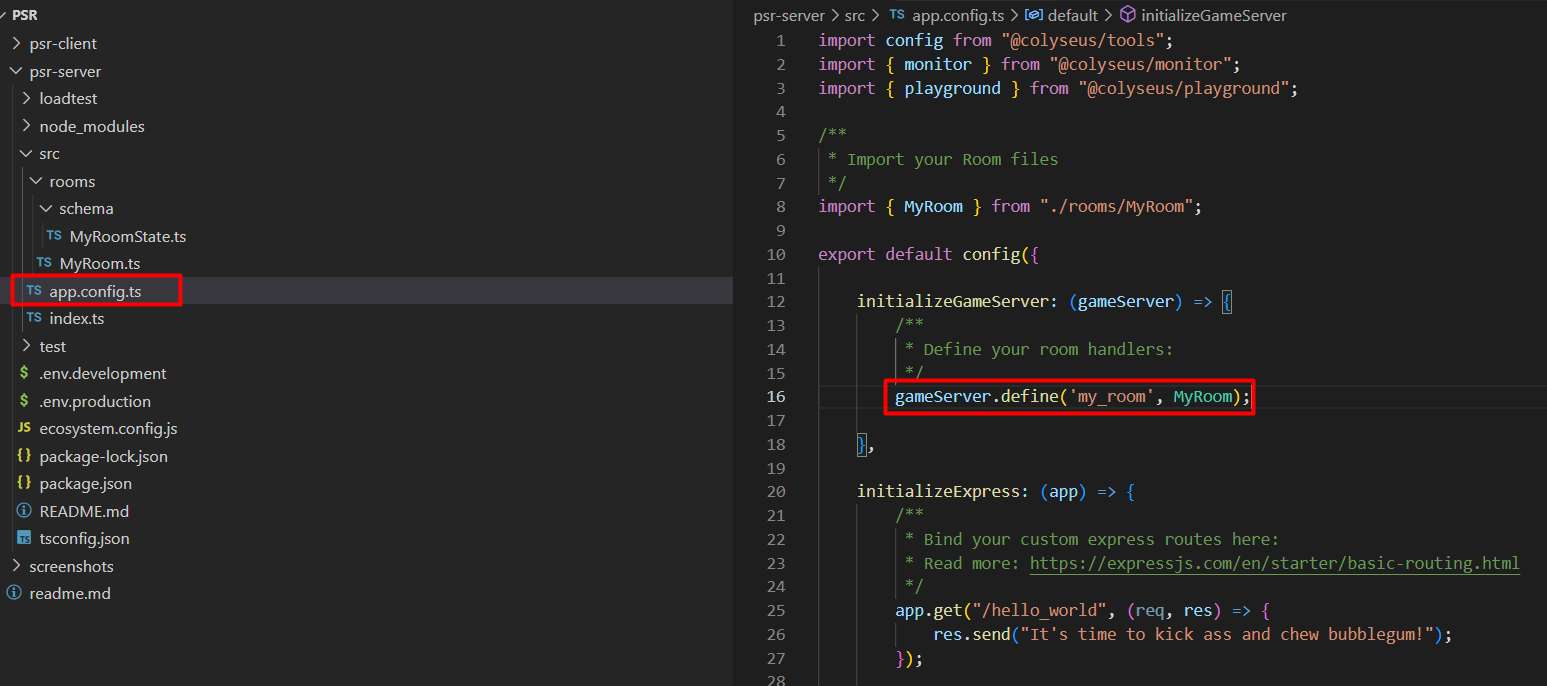 PSR
psr-client
psr-server
loadtest
node_modules
src
rooms
schema
TS MyRoomState.ts
TS MyRoom.ts
TS app.config.ts
TS index.ts
test
$ .env.development
$ .env.production
JS ecosystem.config.js
{} package-lock.json
{} package.json
README.md
TS tsconfig.json
screenshots
readme.md
psr-server > src > TS app.config.ts > default > initializeGameServer
1 import config from "@colyseus/tools";
2 import { monitor } from "@colyseus/monitor";
3 import { playground } from "@colyseus/playground";
4
5 /**
6 * Import your Room files
7 */
8 import { MyRoom } from "./rooms/MyRoom";
9
10 export default config({
11
12 initializeGameServer: (gameServer) => {
13 /**
14 * Define your room handlers:
15 */
16 gameServer.define('my_room', MyRoom);
17
18 },
19
20 initializeExpress: (app) => {
21 /**
22 * Bind your custom express routes here:
23 * Read more: https://expressjs.com/en/starter/basic-routing.html
24 */
25 app.get("/hello_world", (req, res) => {
26 res.send("It's time to kick ass and chew bubblegum!");
27 });
28